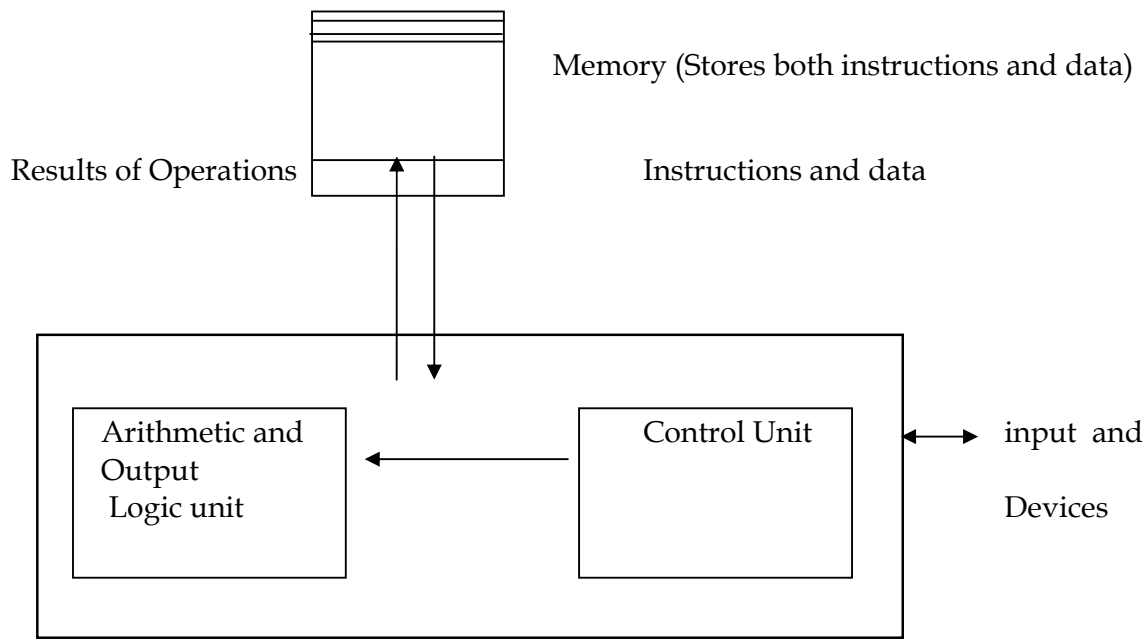 Memory (Stores both instructions and data)
Results of Operations
Instructions and data
Arithmetic and
Output
Logic unit
Control Unit
input and
Devices